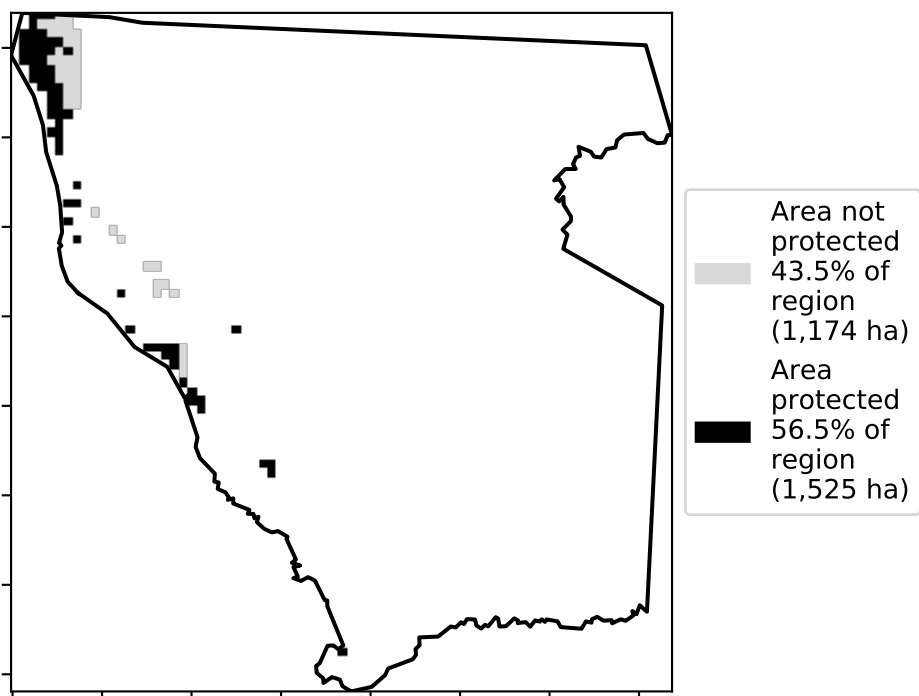 Area not
protected
43.5% of
region
(1,174 ha)
Area
protected
56.5% of
region
(1,525 ha)